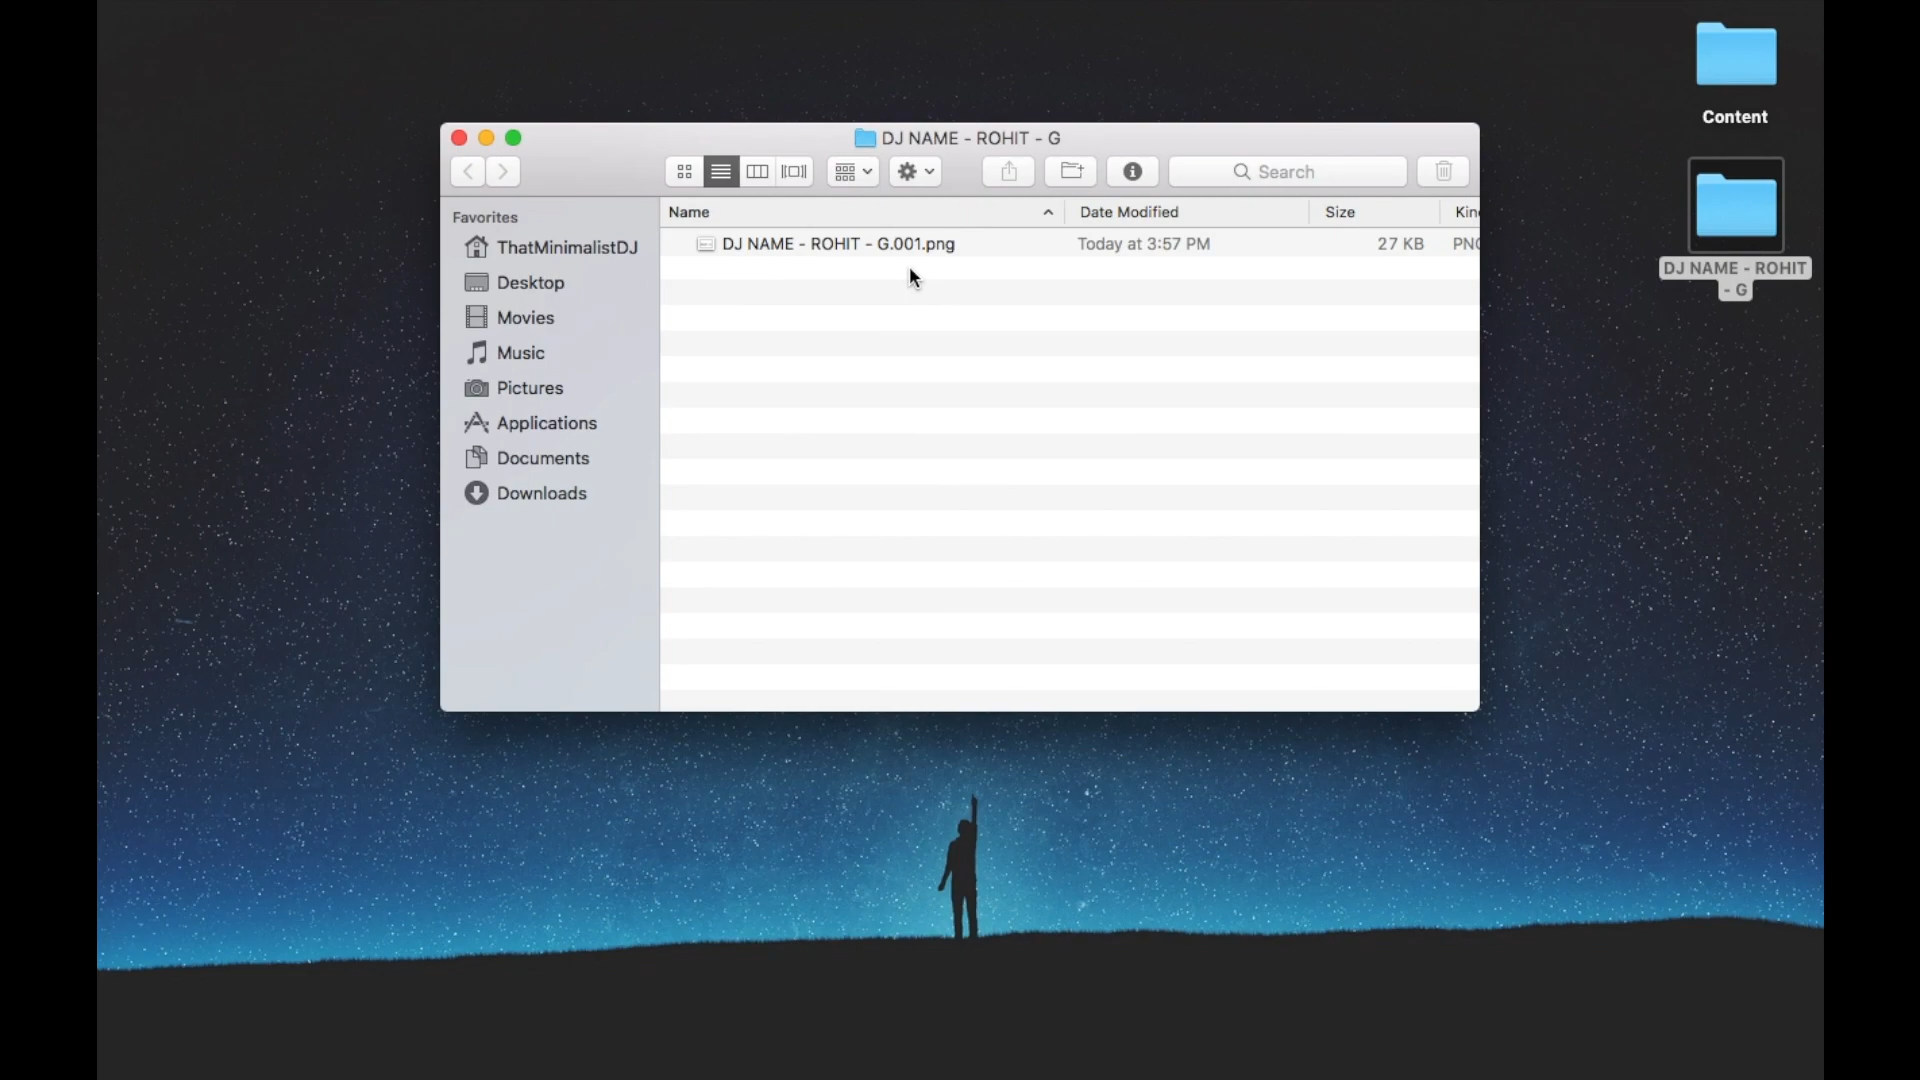 Content
DJ NAME - ROHIT
- G
DJ NAME - ROHIT - G
Search
Favorites
ThatMinimalistDJ
Desktop
Movies
Music
Pictures
Applications
Documents
Downloads
Name Date Modified Size Kin
DJ NAME - ROHIT - G.001.png Today at 3:57 PM 27 KB PNG